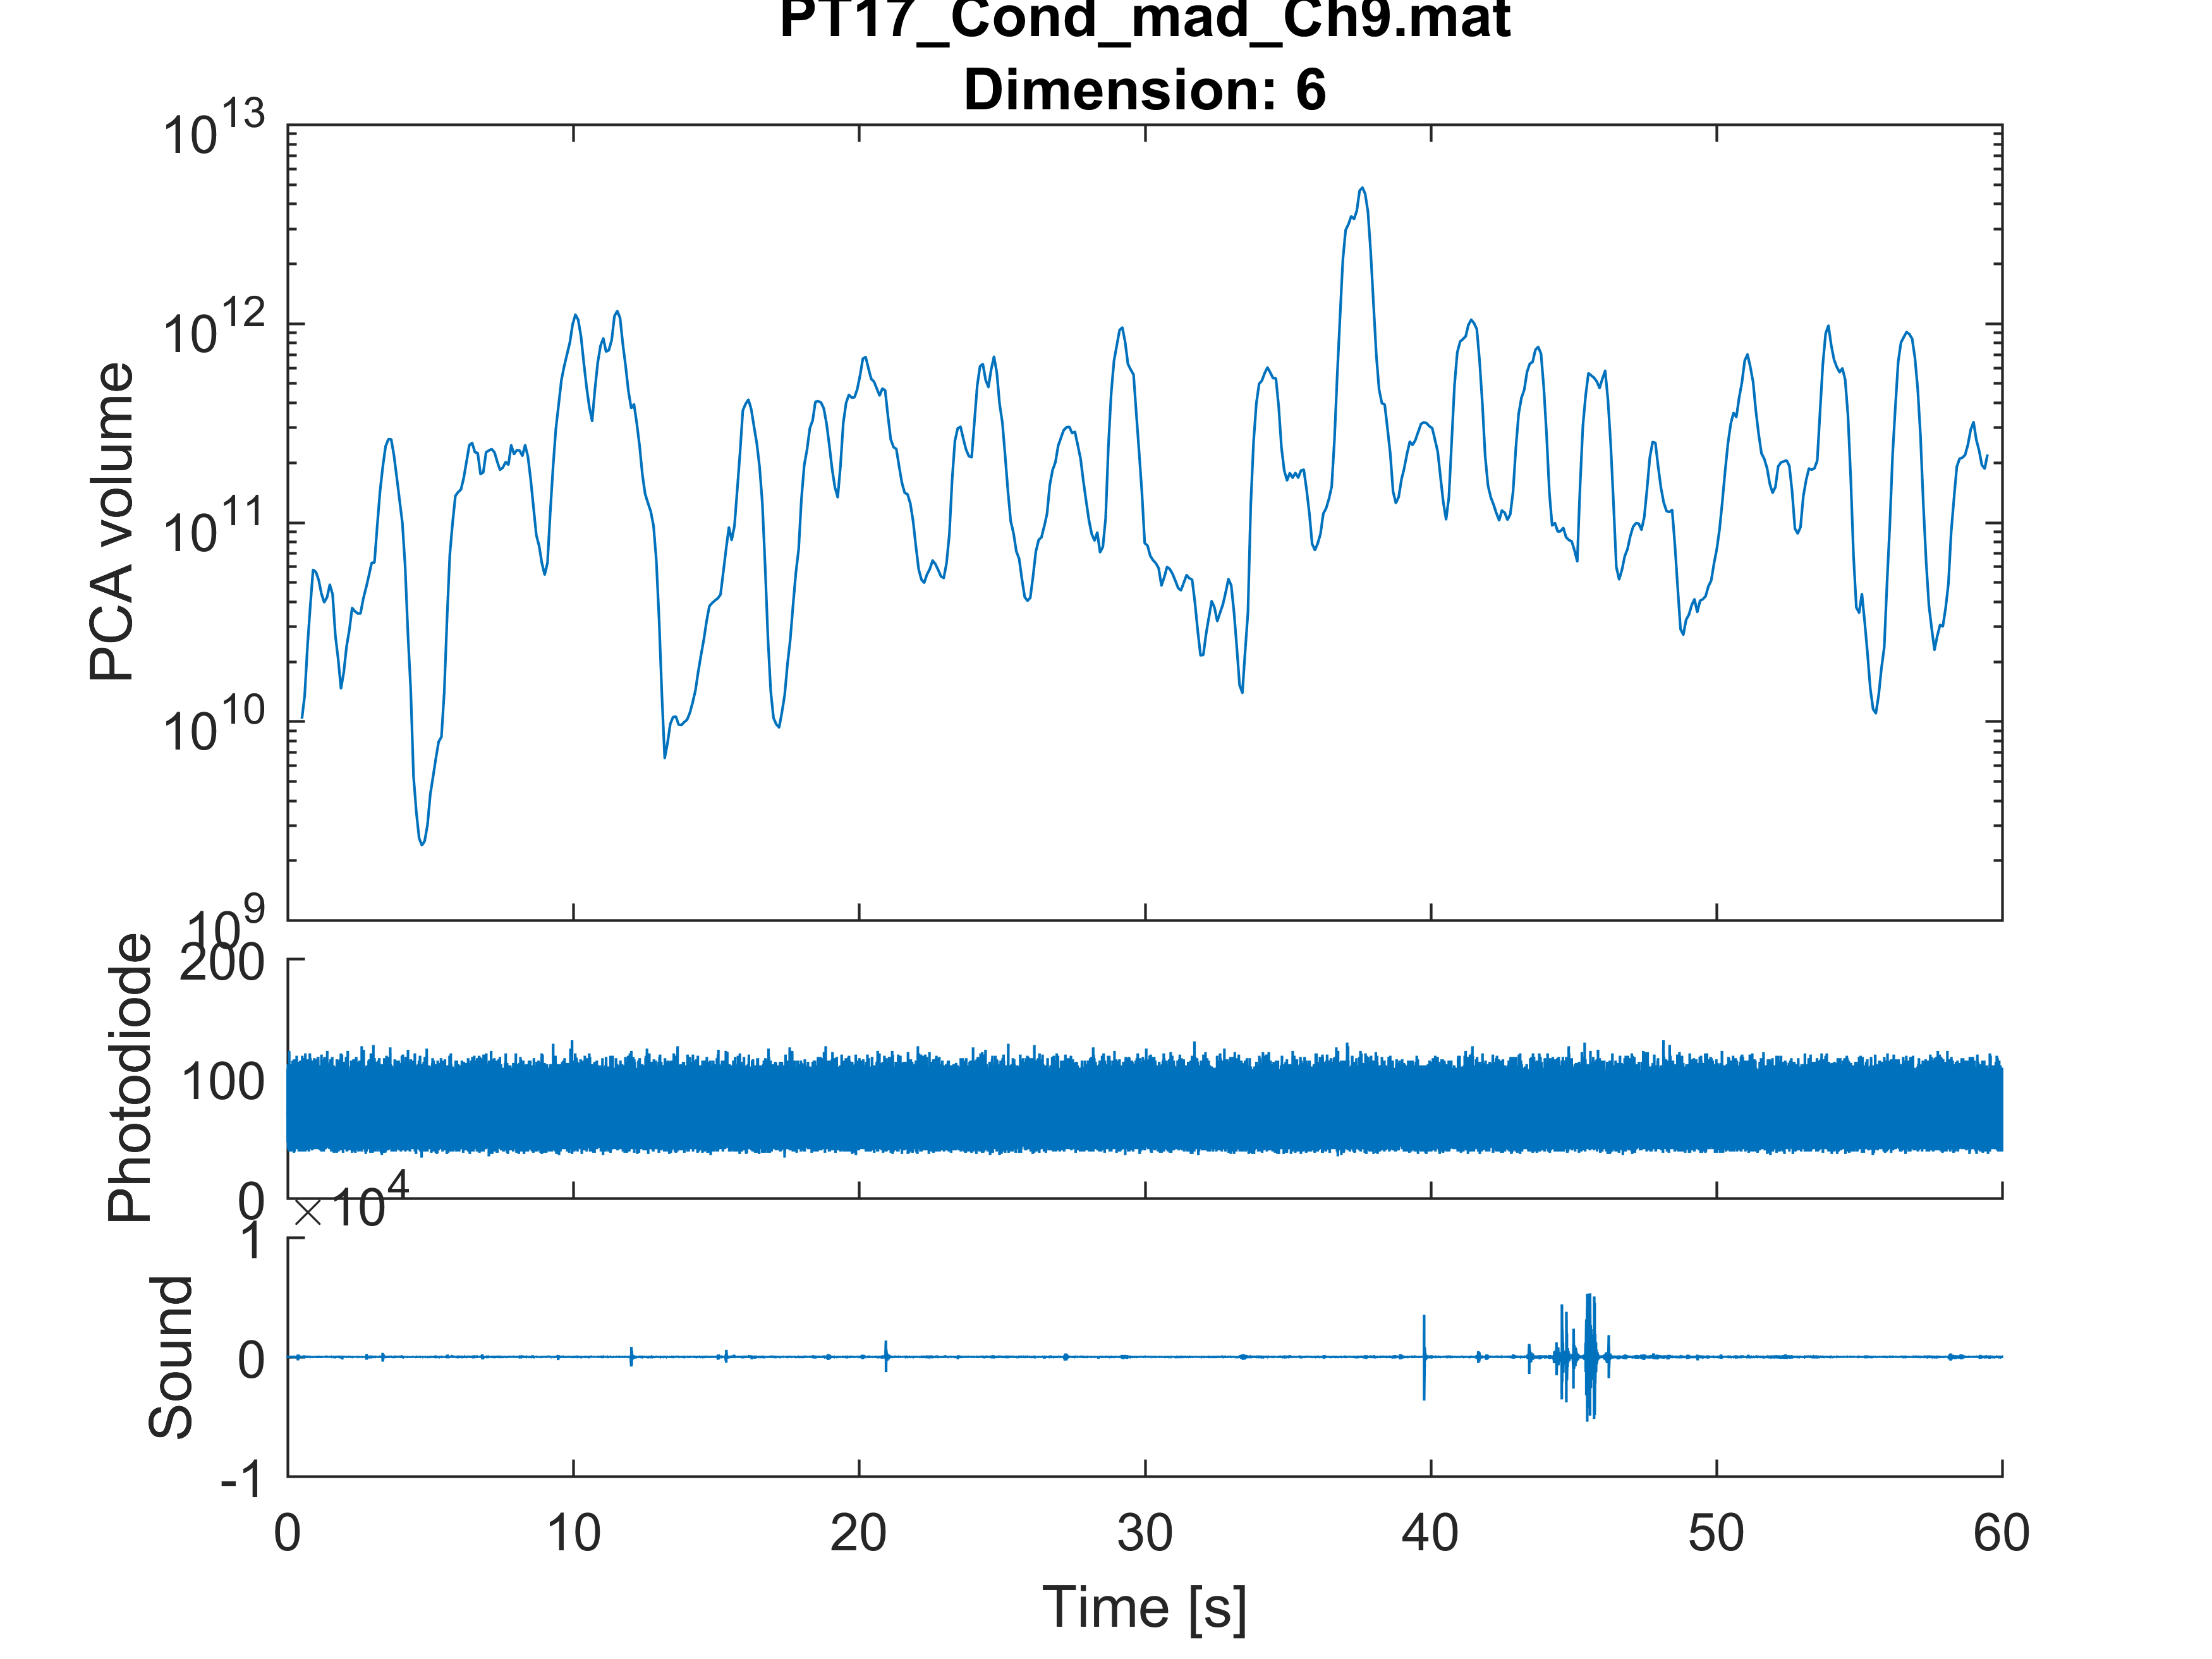 PT17_Cond_mad_Ch9.mat
Dimension: 6
10^13
10^12
10^11
10^10
10^9
PCA volume
200
100
0
Photodiode
×10^4
1
0
-1
Sound
0 10 20 30 40 50 60
Time [s]